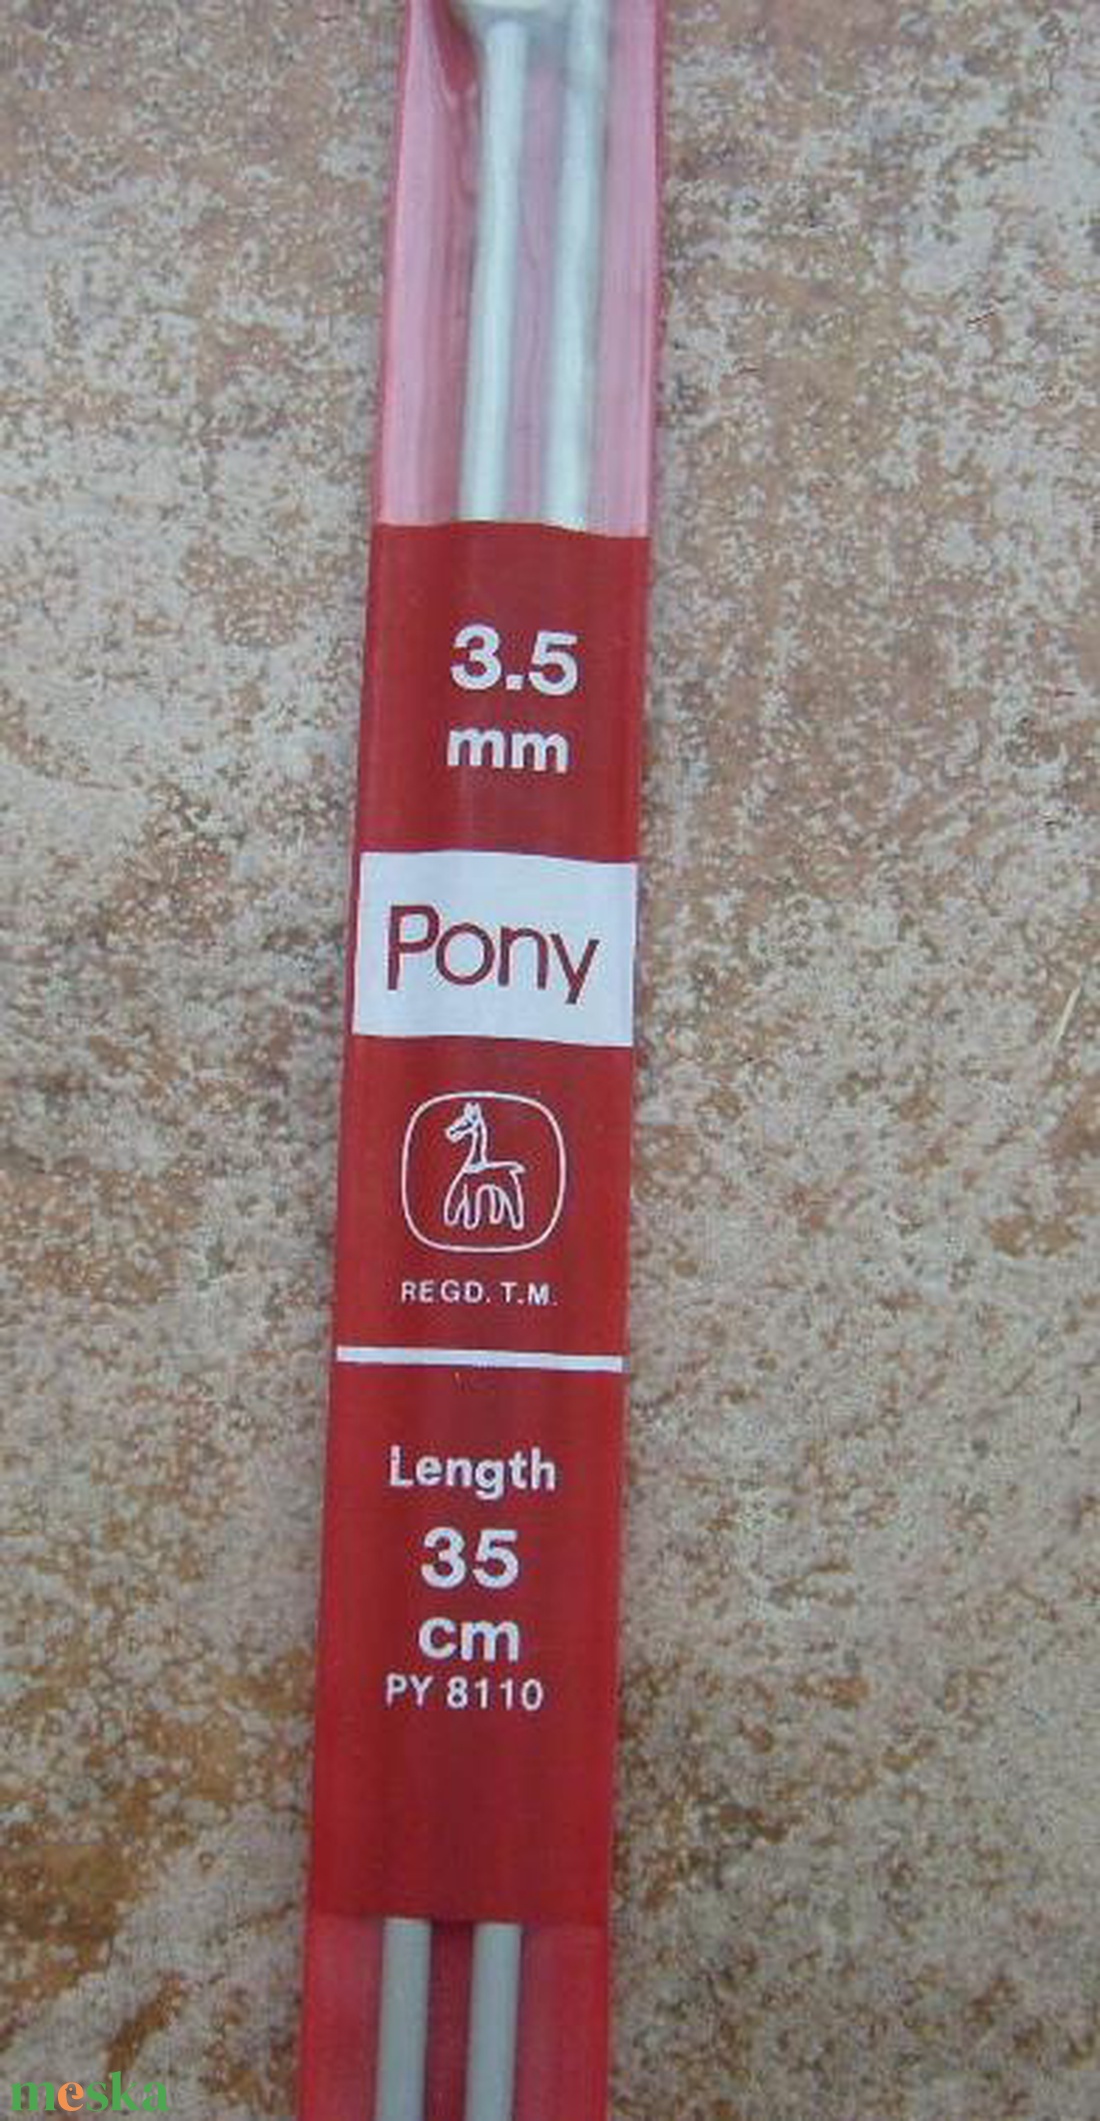 3.5
mm
Pony
REGD. T.M.
Length
35
cm
PY 8110
meska